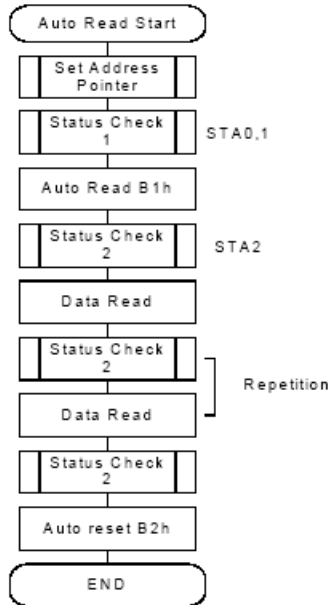 Auto Read Start
Set Address
Pointer
Status Check
1
STA0,1
Auto Read B1h
Status Check
2
STA2
Data Read
Status Check
2
Repetition
Data Read
Status Check
2
Auto reset B2h
END